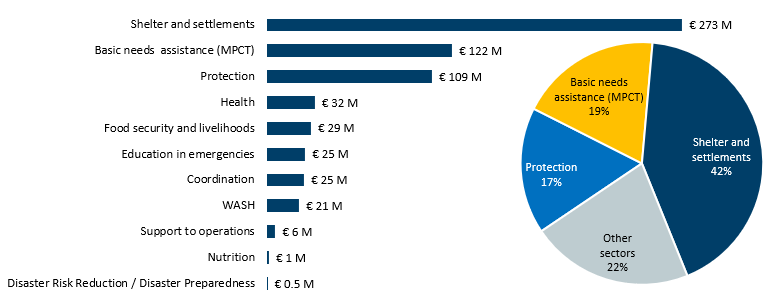 Shelter and settlements
€ 273 M
Basic needs assistance (MPCT)
€ 122 M
Protection
€ 109 M
Health
€ 32 M
Food security and livelihoods
€ 29 M
Education in emergencies
€ 25 M
Coordination
€ 25 M
WASH
€ 21 M
Support to operations
€ 6 M
Nutrition
€ 1 M
Disaster Risk Reduction / Disaster Preparedness
€ 0.5 M
Basic needs
assistance (MPCT)
19%
Shelter and
settlements
42%
Protection
17%
Other
sectors
22%